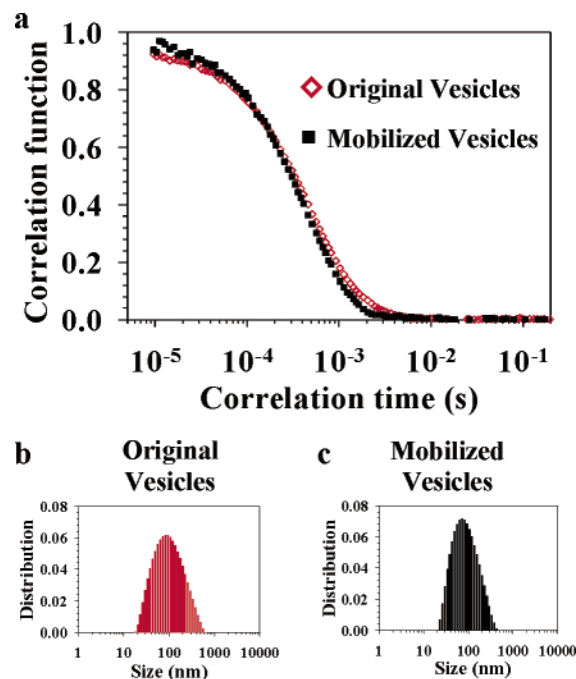 a
1.0
0.8
0.6
0.4
0.2
0.0
Correlation function
Original Vesicles
Mobilized Vesicles
10-5 10-4 10-3 10-2 10-1
Correlation time (s)
b
Original
Vesicles
0.08
0.06
0.04
0.02
0.00
Distribution
1 10 100 1000 10000
Size (nm)
c
Mobilized
Vesicles
0.08
0.06
0.04
0.02
0.00
Distribution
1 10 100 1000 10000
Size (nm)